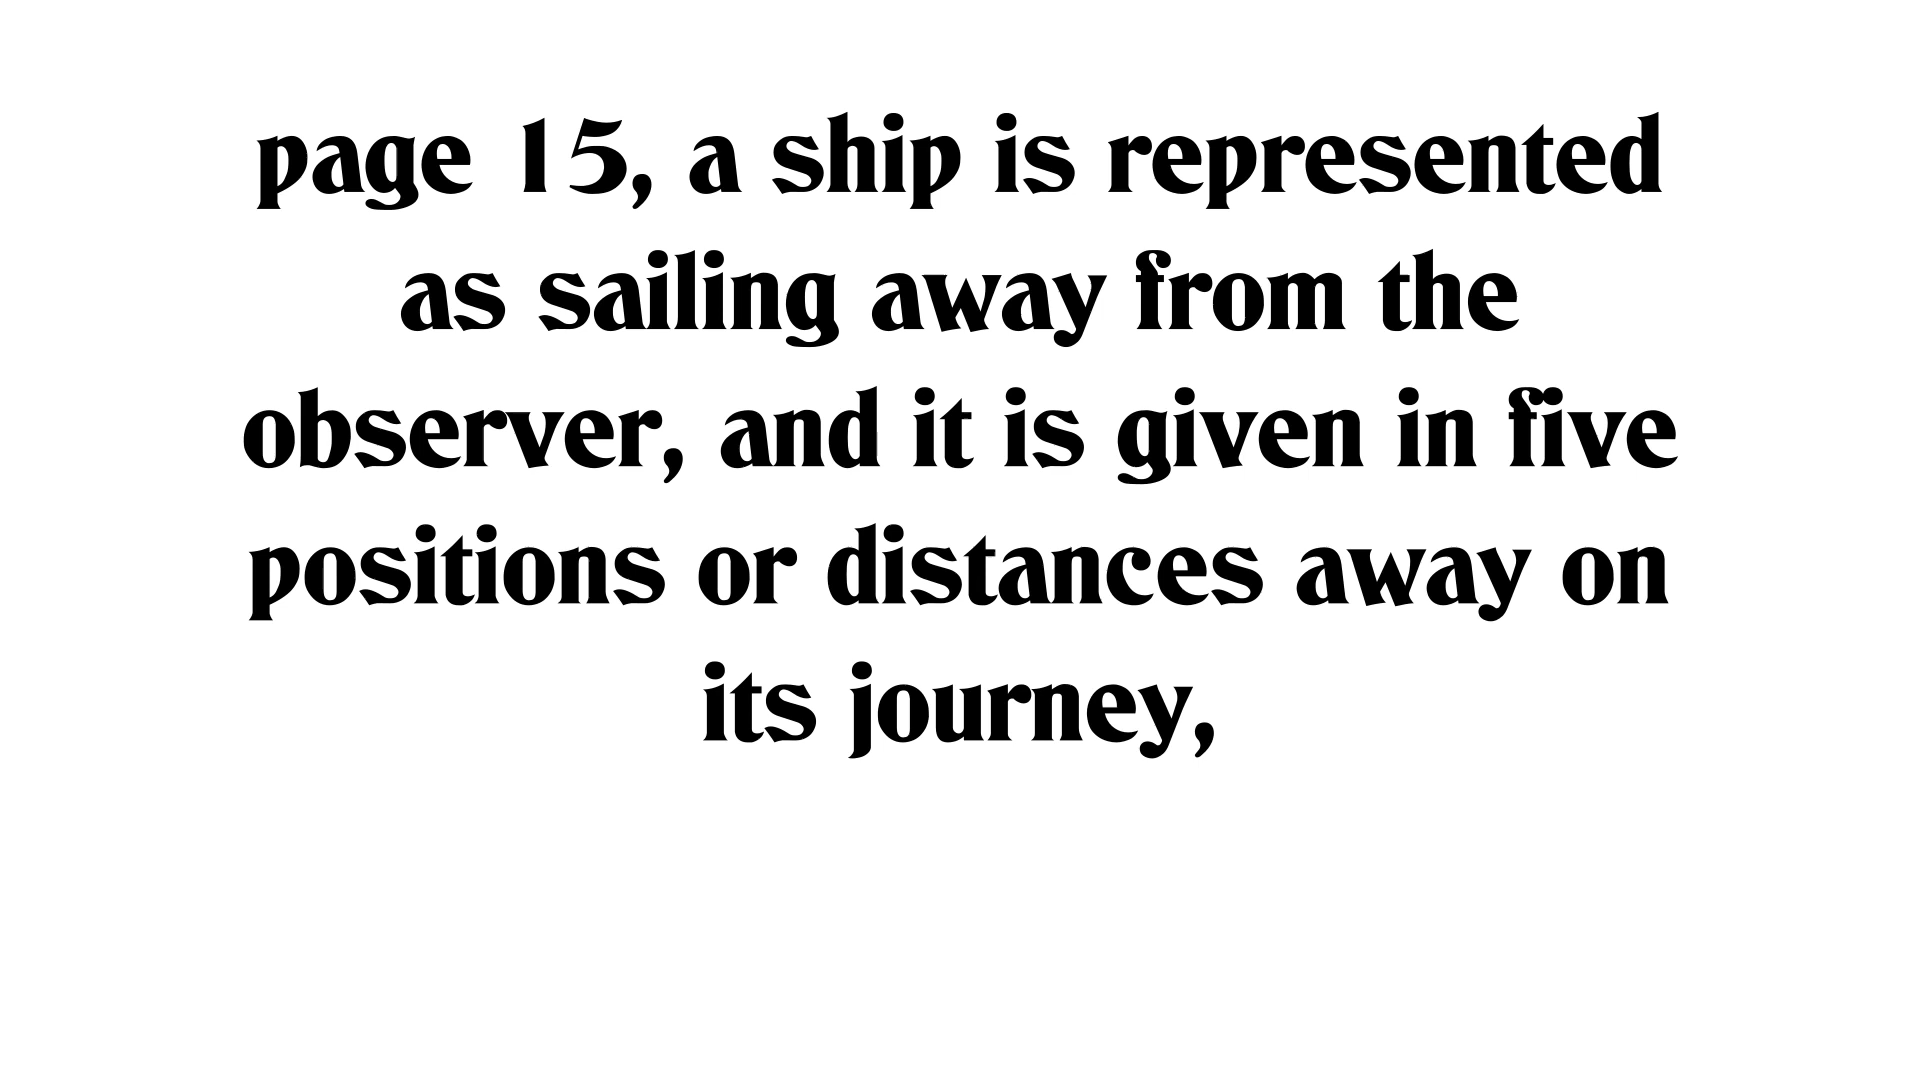 page 15, a ship is represented
as sailing away from the
observer, and it is given in five
positions or distances away on
its journey,